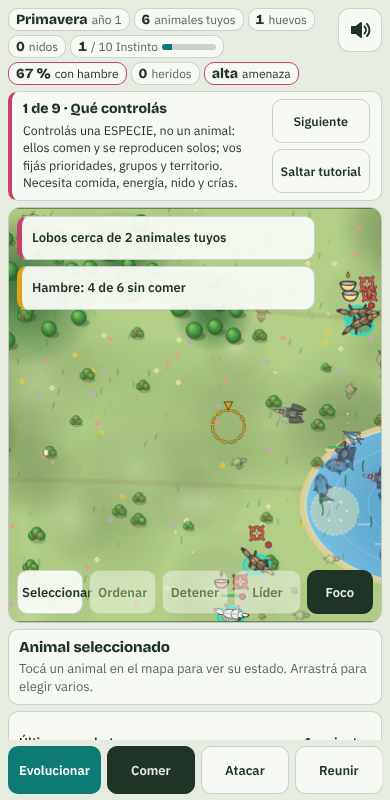 Primavera año 1 6 animales tuyos 1 huevos
0 nidos 1 / 10 Instinto
67 % con hambre 0 heridos alta amenaza
1 de 9 · Qué controlás
Controlás una ESPECIE, no un animal:
ellos comen y se reproducen solos; vos
fijás prioridades, grupos y territorio.
Necesita comida, energía, nido y crías.
Siguiente
Saltar tutorial
Lobos cerca de 2 animales tuyos
Hambre: 4 de 6 sin comer
Seleccionar Ordenar Detener Líder Foco
Animal seleccionado
Tocá un animal en el mapa para ver su estado. Arrastrá para
elegir varios.
Evolucionar Comer Atacar Reunir